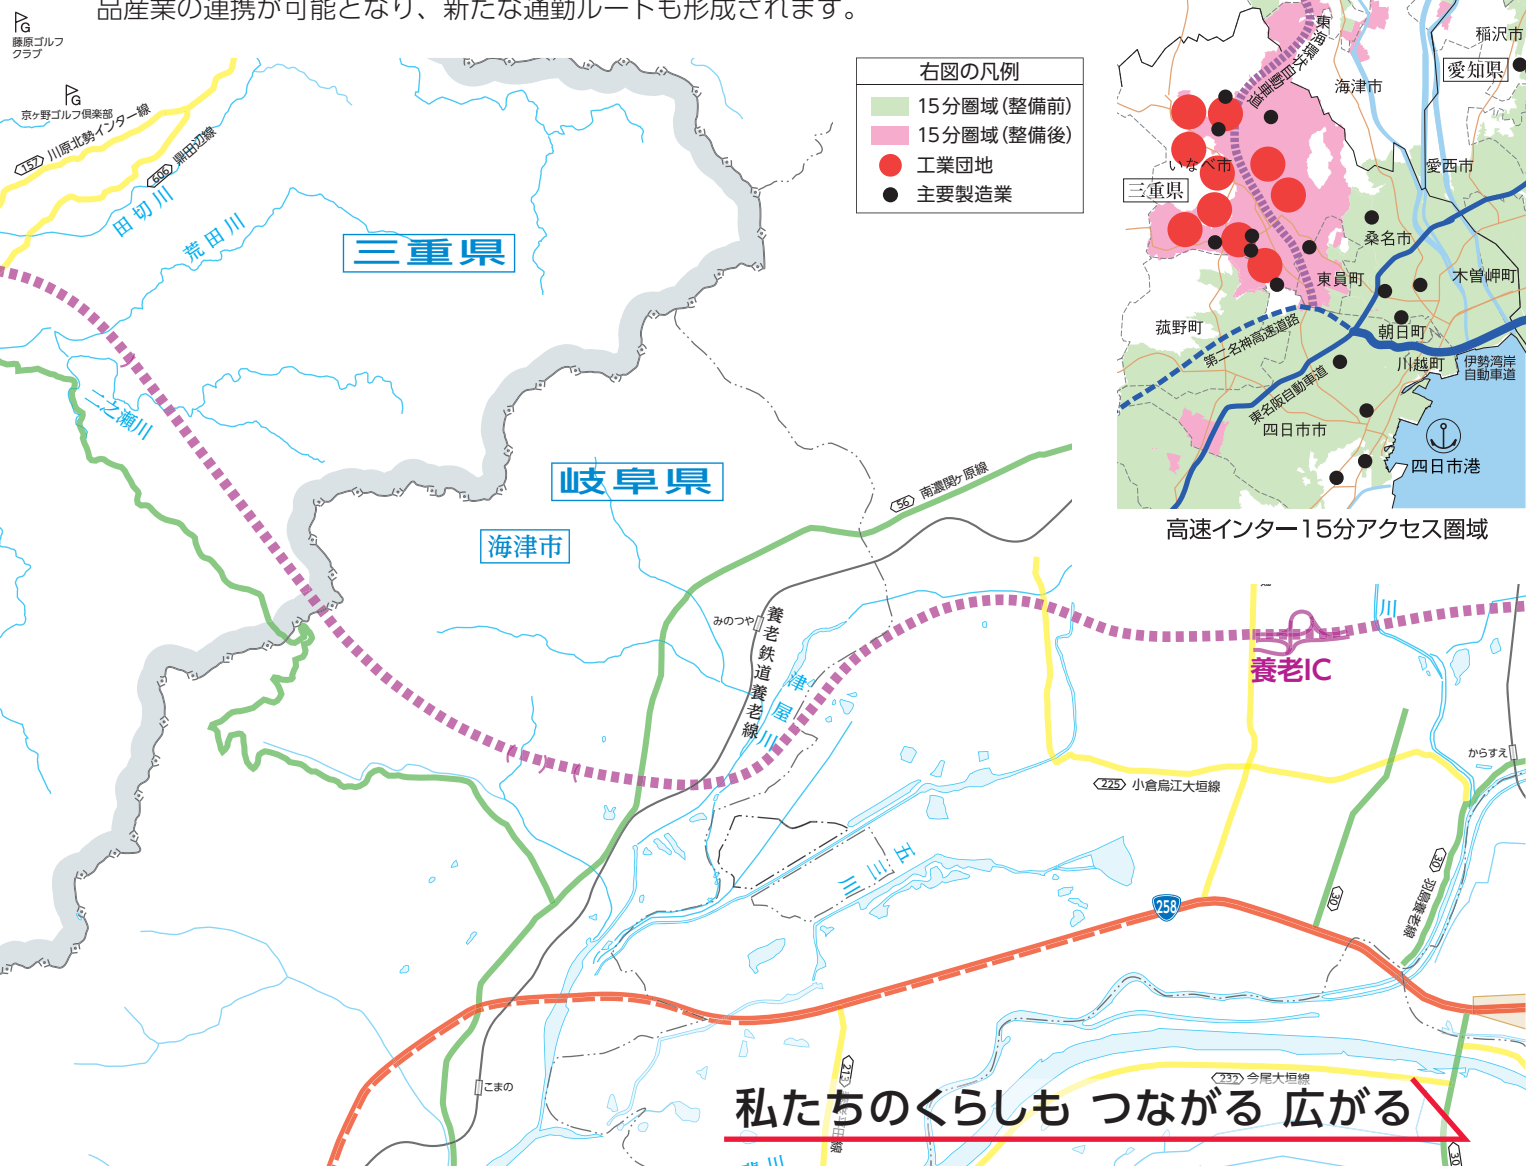 品産業の連携が可能となり、新たな通勤ルートも形成されます。
藤原ゴルフ
クラブ
京ヶ野ゴルフ倶楽部
157 川原北勢インター線
606 鼎田辺線
田切川
荒田川
三重県
二之瀬川
岐阜県
海津市
56 南濃関ヶ原線
みのつや
養老鉄道養老線
津屋川
養老IC
川
からすえ
225 小倉烏江大垣線
五三川
30
30 羽島養老線
258
こまの
213
232 今尾大垣線
30
私たちのくらしも つながる 広がる
右図の凡例
15分圏域(整備前)
15分圏域(整備後)
工業団地
主要製造業
東海環状自動車道
稲沢市
愛知県
海津市
愛西市
いなべ市
三重県
桑名市
東員町
木曽岬町
菰野町
第二名神高速道路
朝日町
川越町
伊勢湾岸
自動車道
東名阪自動車道
四日市市
四日市港
高速インター15分アクセス圏域